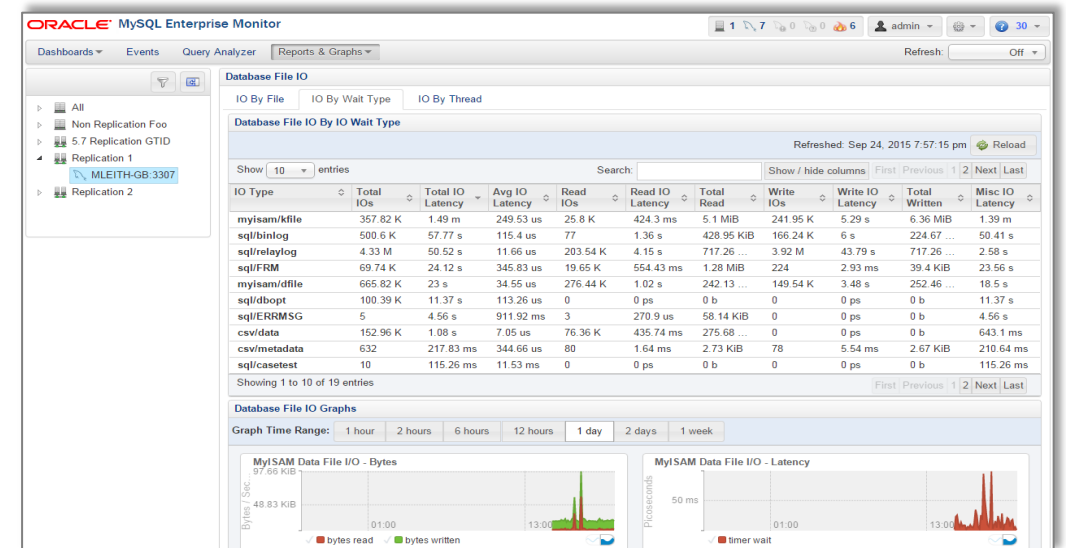 ORACLE MySQL Enterprise Monitor 1 7 0 0 6 admin 30
Dashboards Events Query Analyzer Reports & Graphs Refresh: Off
All
Non Replication Foo
5.7 Replication GTID
Replication 1
MLEITH-GB:3307
Replication 2
Database File IO
IO By File IO By Wait Type IO By Thread
Database File IO By IO Wait Type
Refreshed: Sep 24, 2015 7:57:15 pm Reload
Show 10 entries Search: Show / hide columns First Previous 1 2 Next Last
IO Type Total IOs Total IO Latency Avg IO Latency Read IOs Read IO Latency Total Read Write IOs Write IO Latency Total Written Misc IO Latency
myisam/kfile 357.82 K 1.49 m 249.53 us 25.8 K 424.3 ms 5.1 MiB 241.95 K 5.29 s 6.36 MiB 1.39 m
sql/binlog 500.6 K 57.77 s 115.4 us 77 1.36 s 428.95 KiB 166.24 K 6 s 224.67 ... 50.41 s
sql/relaylog 4.33 M 50.52 s 11.66 us 203.54 K 4.15 s 717.26 ... 3.92 M 43.79 s 717.26 ... 2.58 s
sql/FRM 69.74 K 24.12 s 345.83 us 19.65 K 554.43 ms 1.28 MiB 224 2.93 ms 39.4 KiB 23.56 s
myisam/dfile 665.82 K 23 s 34.55 us 276.44 K 1.02 s 242.13 ... 149.54 K 3.48 s 252.46 ... 18.5 s
sql/dbopt 100.39 K 11.37 s 113.26 us 0 0 ps 0 b 0 0 ps 0 b 11.37 s
sql/ERRMSG 5 4.56 s 911.92 ms 3 270.9 us 58.14 KiB 0 0 ps 0 b 4.56 s
csv/data 152.96 K 1.08 s 7.05 us 76.36 K 435.74 ms 275.68 ... 0 0 ps 0 b 643.1 ms
csv/metadata 632 217.83 ms 344.66 us 80 1.64 ms 2.73 KiB 78 5.54 ms 2.67 KiB 210.64 ms
sql/casetest 10 115.26 ms 11.53 ms 0 0 ps 0 b 0 0 ps 0 b 115.26 ms
Showing 1 to 10 of 19 entries First Previous 1 2 Next Last
Database File IO Graphs
Graph Time Range: 1 hour 2 hours 6 hours 12 hours 1 day 2 days 1 week
MyISAM Data File I/O - Bytes
97.66 KiB
48.83 KiB
Bytes / Sec.
01:00 13:00
bytes read bytes written
MyISAM Data File I/O - Latency
50 ms
Picoseconds
01:00 13:00
timer wait